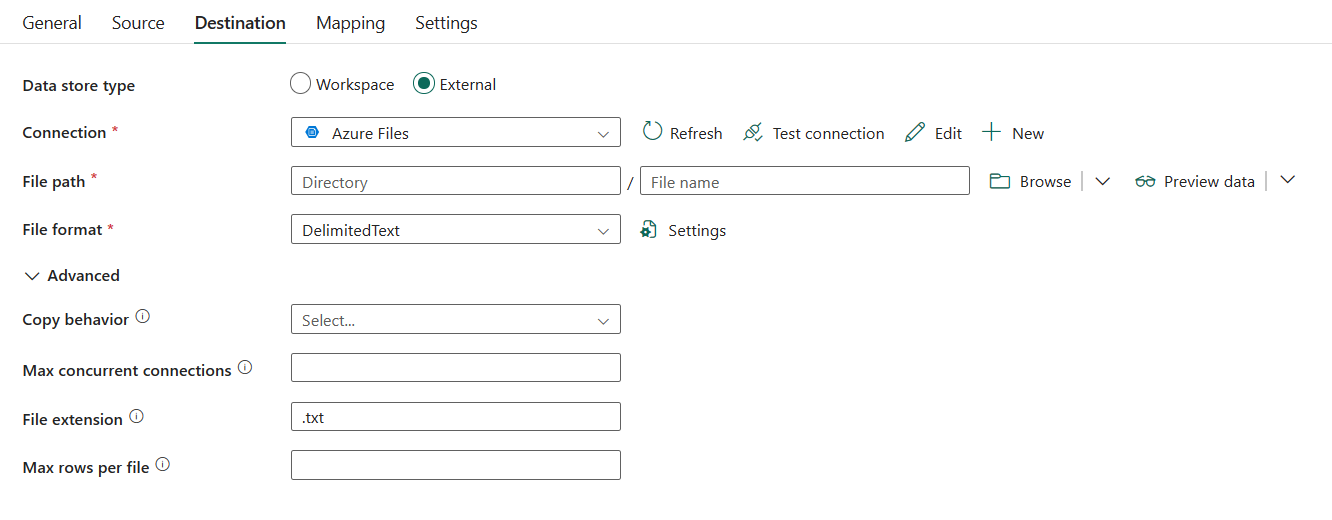 General Source Destination Mapping Settings
Data store type Workspace External
Connection * Azure Files Refresh Test connection Edit New
File path * Directory / File name Browse Preview data
File format * DelimitedText Settings
Advanced
Copy behavior Select...
Max concurrent connections
File extension .txt
Max rows per file